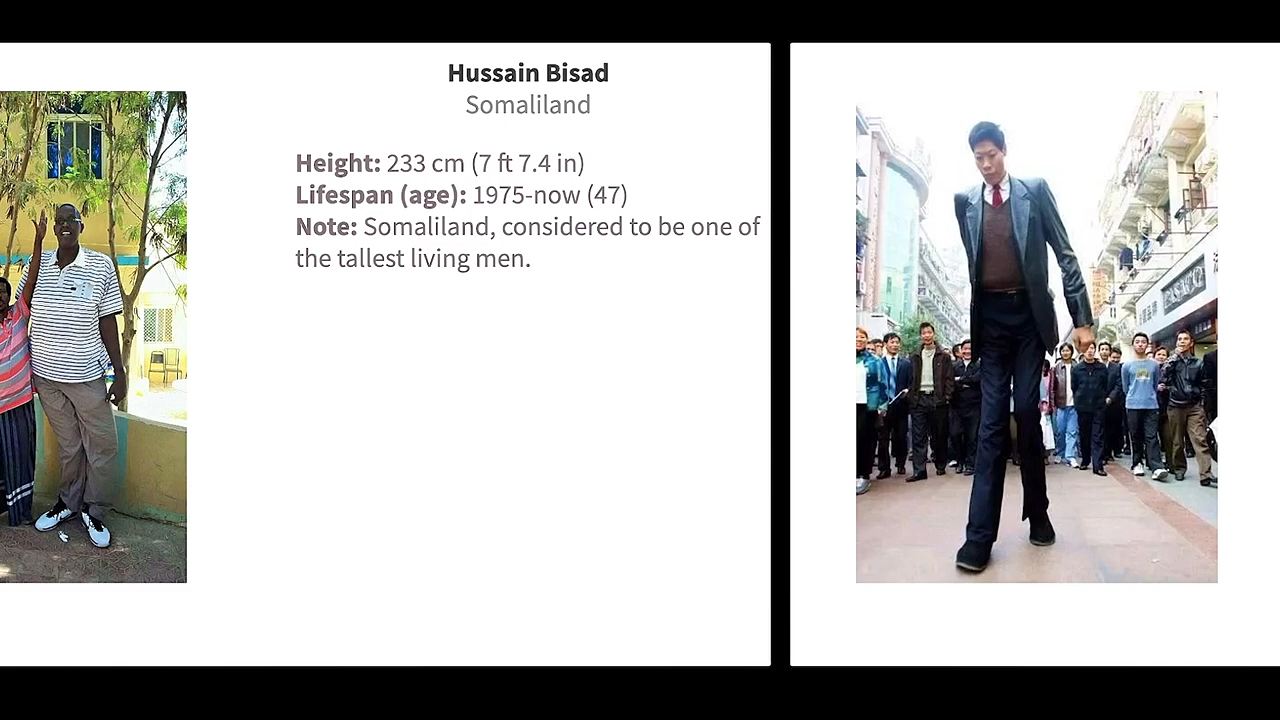 Hussain Bisad
Somaliland
Height: 233 cm (7 ft 7.4 in)
Lifespan (age): 1975-now (47)
Note: Somaliland, considered to be one of
the tallest living men.